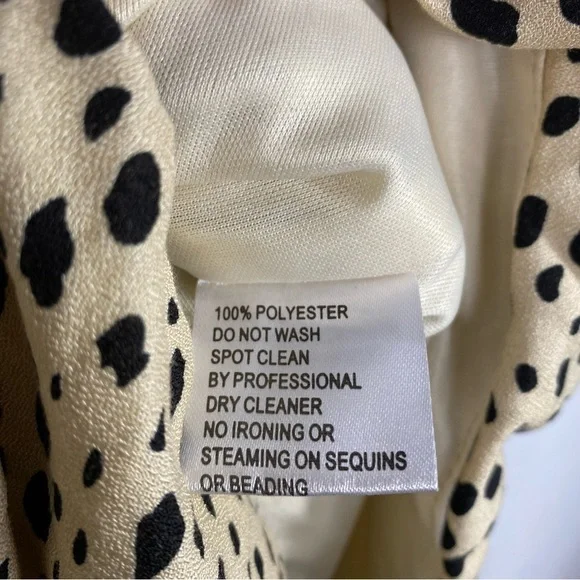 100% POLYESTER
DO NOT WASH
SPOT CLEAN
BY PROFESSIONAL
DRY CLEANER
NO IRONING OR
STEAMING ON SEQUINS
OR BEADING